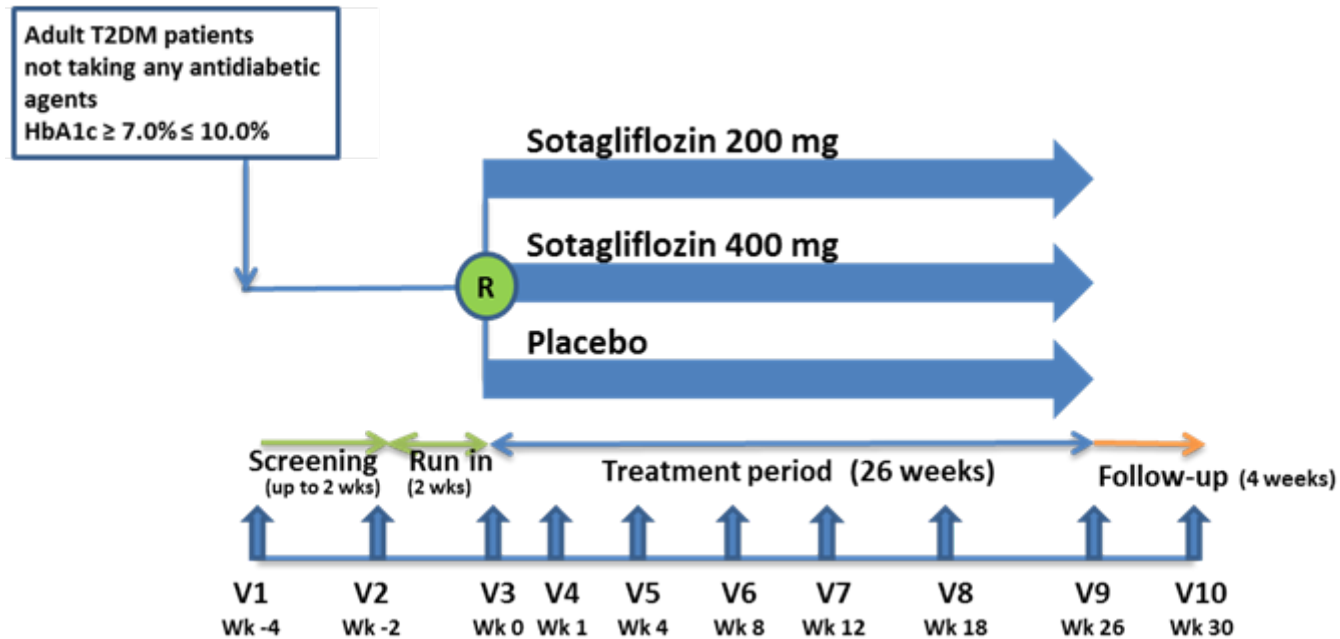 Adult T2DM patients
not taking any antidiabetic
agents
HbA1c ≥ 7.0% ≤ 10.0%
Sotagliflozin 200 mg
Sotagliflozin 400 mg
R
Placebo
Screening
(up to 2 wks)
Run in
(2 wks)
Treatment period (26 weeks)
Follow-up (4 weeks)
V1 V2 V3 V4 V5 V6 V7 V8 V9 V10
Wk -4 Wk -2 Wk 0 Wk 1 Wk 4 Wk 8 Wk 12 Wk 18 Wk 26 Wk 30